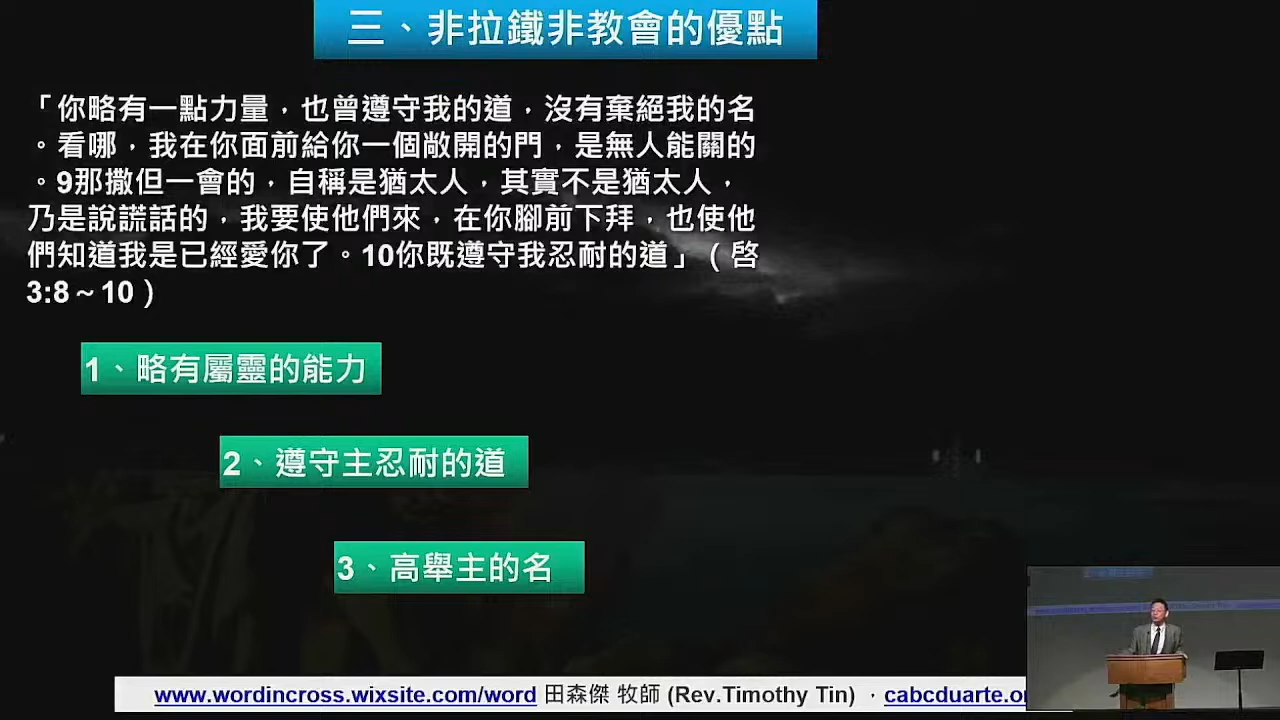 三、非拉鐵非教會的優點
「你略有一點力量，也曾遵守我的道，沒有棄絕我的名
。看哪，我在你面前給你一個敞開的門，是無人能關的
。9那撒但一會的，自稱是猶太人，其實不是猶太人，
乃是說謊話的，我要使他們來，在你腳前下拜，也使他
們知道我是已經愛你了。10你既遵守我忍耐的道」（啓
3:8～10）
1、略有屬靈的能力
2、遵守主忍耐的道
3、高舉主的名
www.wordincross.wixsite.com/word 田森傑 牧師 (Rev.Timothy Tin) ，cabcduarte.or